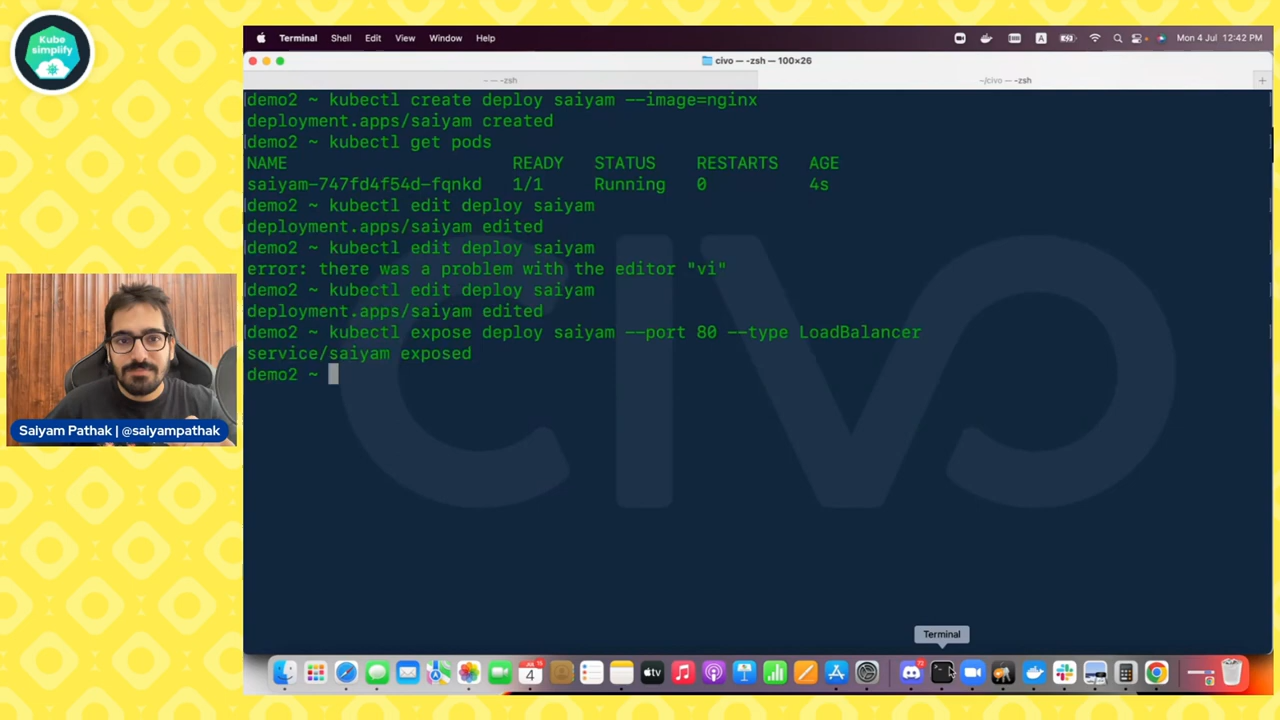 Kube
simplify
Terminal Shell Edit View Window Help
A
Mon 4 Jul 12:42 PM
civo — -zsh — 100×26
~ — -zsh
~/civo — -zsh
demo2 ~ kubectl create deploy saiyam --image=nginx
deployment.apps/saiyam created
demo2 ~ kubectl get pods
NAME READY STATUS RESTARTS AGE
saiyam-747fd4f54d-fqnkd 1/1 Running 0 4s
demo2 ~ kubectl edit deploy saiyam
deployment.apps/saiyam edited
demo2 ~ kubectl edit deploy saiyam
error: there was a problem with the editor "vi"
demo2 ~ kubectl edit deploy saiyam
deployment.apps/saiyam edited
demo2 ~ kubectl expose deploy saiyam --port 80 --type LoadBalancer
service/saiyam exposed
demo2 ~
CIVO
Saiyam Pathak | @saiyampathak
Terminal
4
tv